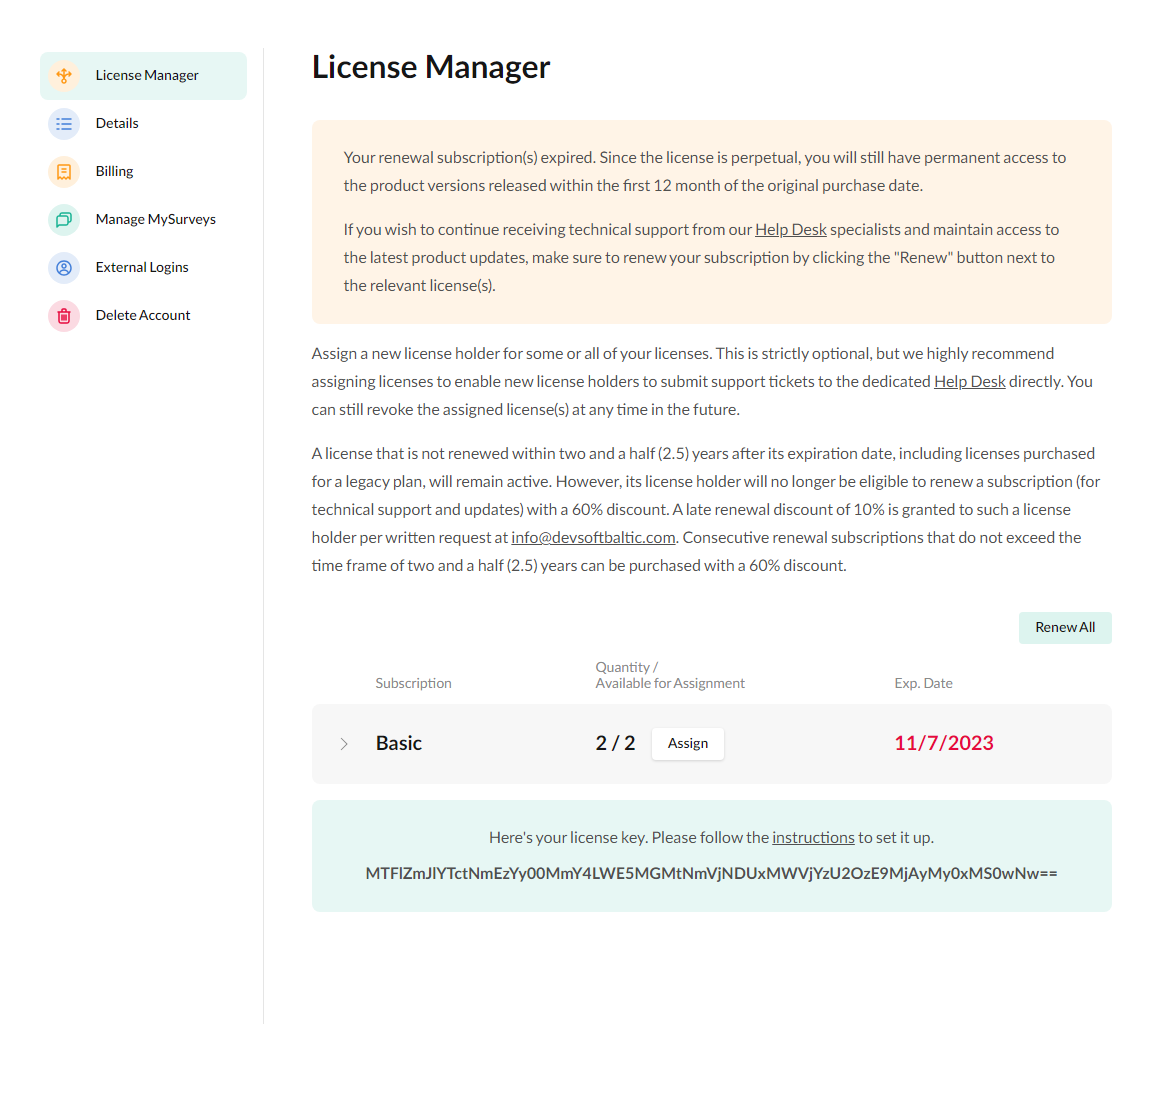 License Manager
Details
Billing
Manage MySurveys
External Logins
Delete Account
License Manager
Your renewal subscription(s) expired. Since the license is perpetual, you will still have permanent access to
the product versions released within the first 12 month of the original purchase date.
If you wish to continue receiving technical support from our Help Desk specialists and maintain access to
the latest product updates, make sure to renew your subscription by clicking the "Renew" button next to
the relevant license(s).
Assign a new license holder for some or all of your licenses. This is strictly optional, but we highly recommend
assigning licenses to enable new license holders to submit support tickets to the dedicated Help Desk directly. You
can still revoke the assigned license(s) at any time in the future.
A license that is not renewed within two and a half (2.5) years after its expiration date, including licenses purchased
for a legacy plan, will remain active. However, its license holder will no longer be eligible to renew a subscription (for
technical support and updates) with a 60% discount. A late renewal discount of 10% is granted to such a license
holder per written request at info@devsoftbaltic.com. Consecutive renewal subscriptions that do not exceed the
time frame of two and a half (2.5) years can be purchased with a 60% discount.
Renew All
Subscription
Quantity /
Available for Assignment
Exp. Date
Basic
2 / 2
Assign
11/7/2023
Here's your license key. Please follow the instructions to set it up.
MTFlZmJlYTctNmEzYy00MmY4LWE5MGMtNmVjNDUxMWVjYzU2OzE9MjAyMy0xMS0wNw==